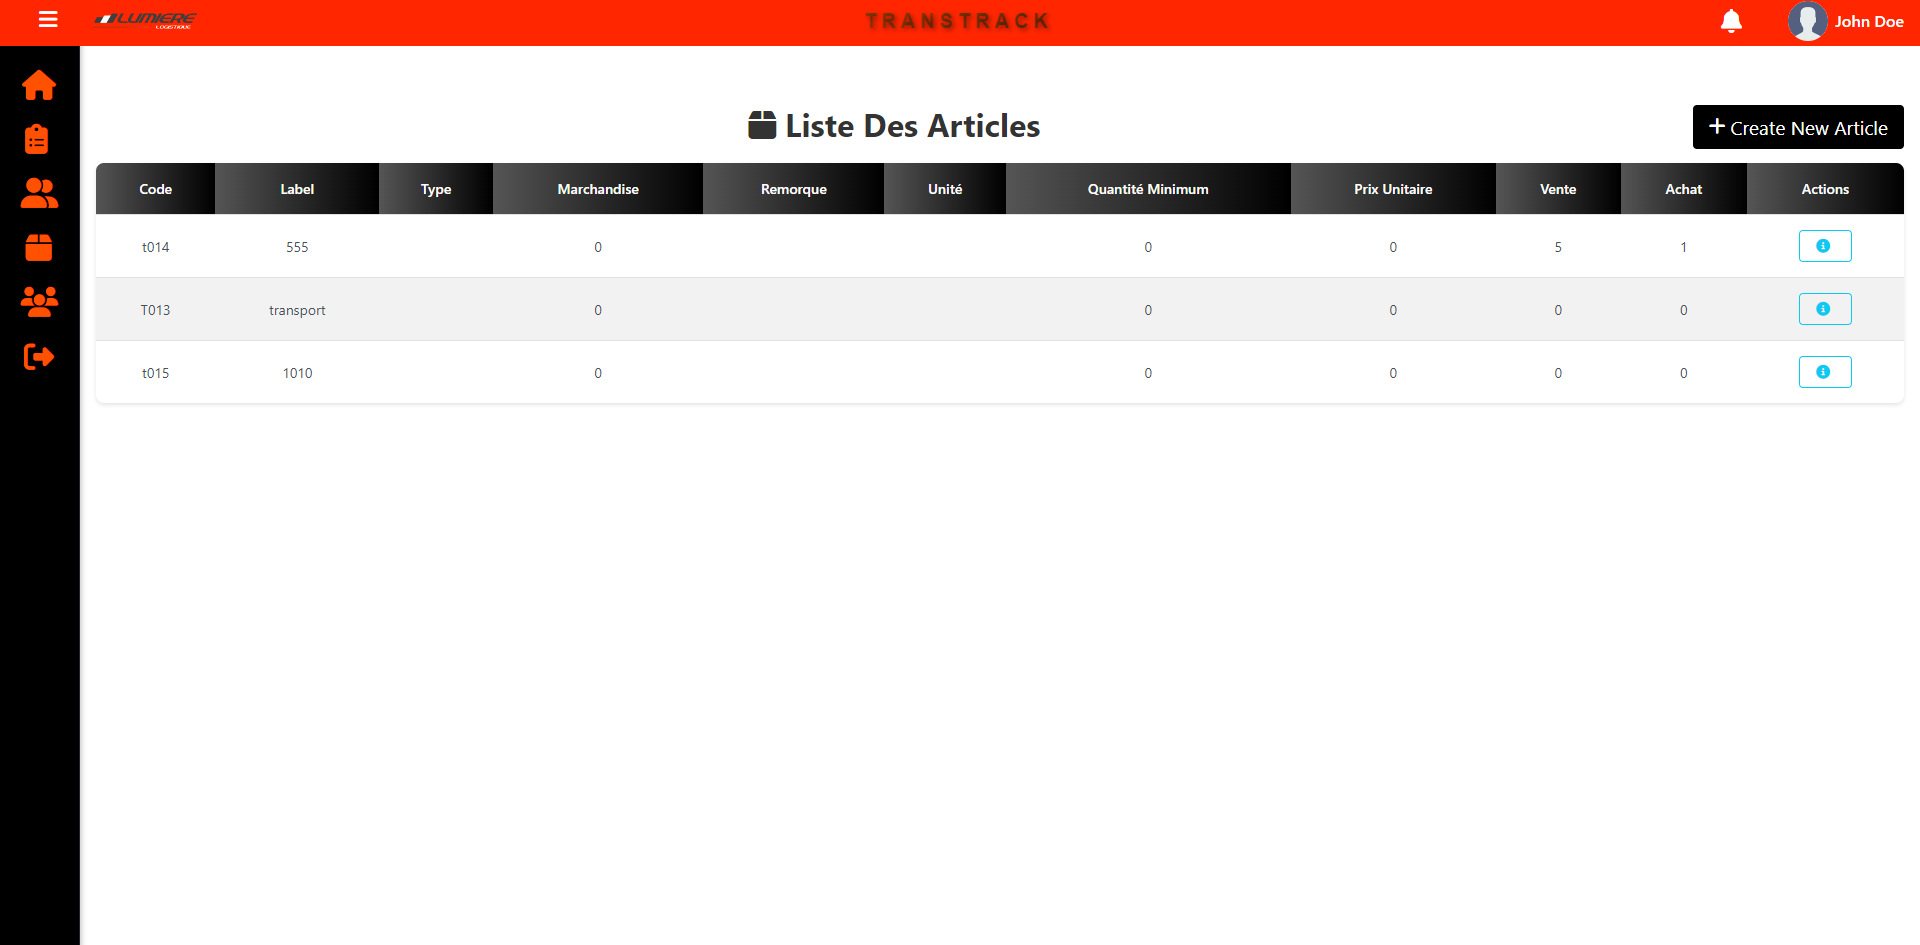 LUMIERE
LOGISTIQUE
TRANSTRACK
John Doe
Liste Des Articles
+ Create New Article
Code Label Type Marchandise Remorque Unité Quantité Minimum Prix Unitaire Vente Achat Actions
t014 555 0 0 0 5 1
T013 transport 0 0 0 0 0
t015 1010 0 0 0 0 0